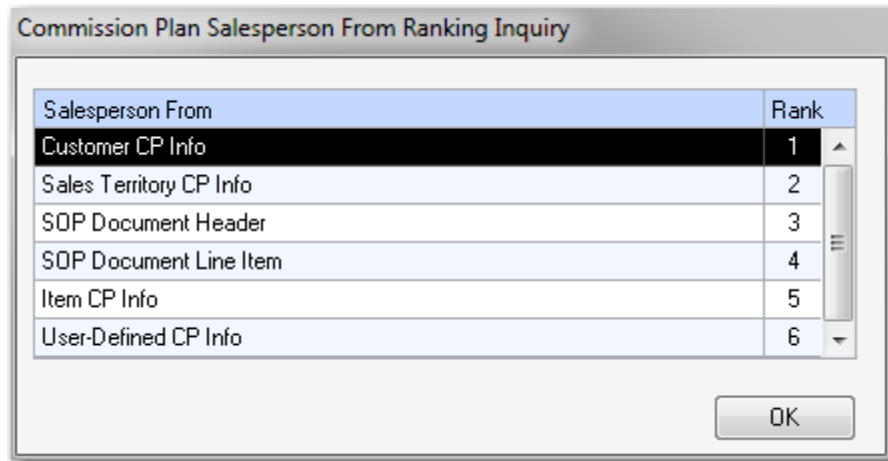 Commission Plan Salesperson From Ranking Inquiry
Salesperson From Rank
Customer CP Info 1
Sales Territory CP Info 2
SOP Document Header 3
SOP Document Line Item 4
Item CP Info 5
User-Defined CP Info 6
OK